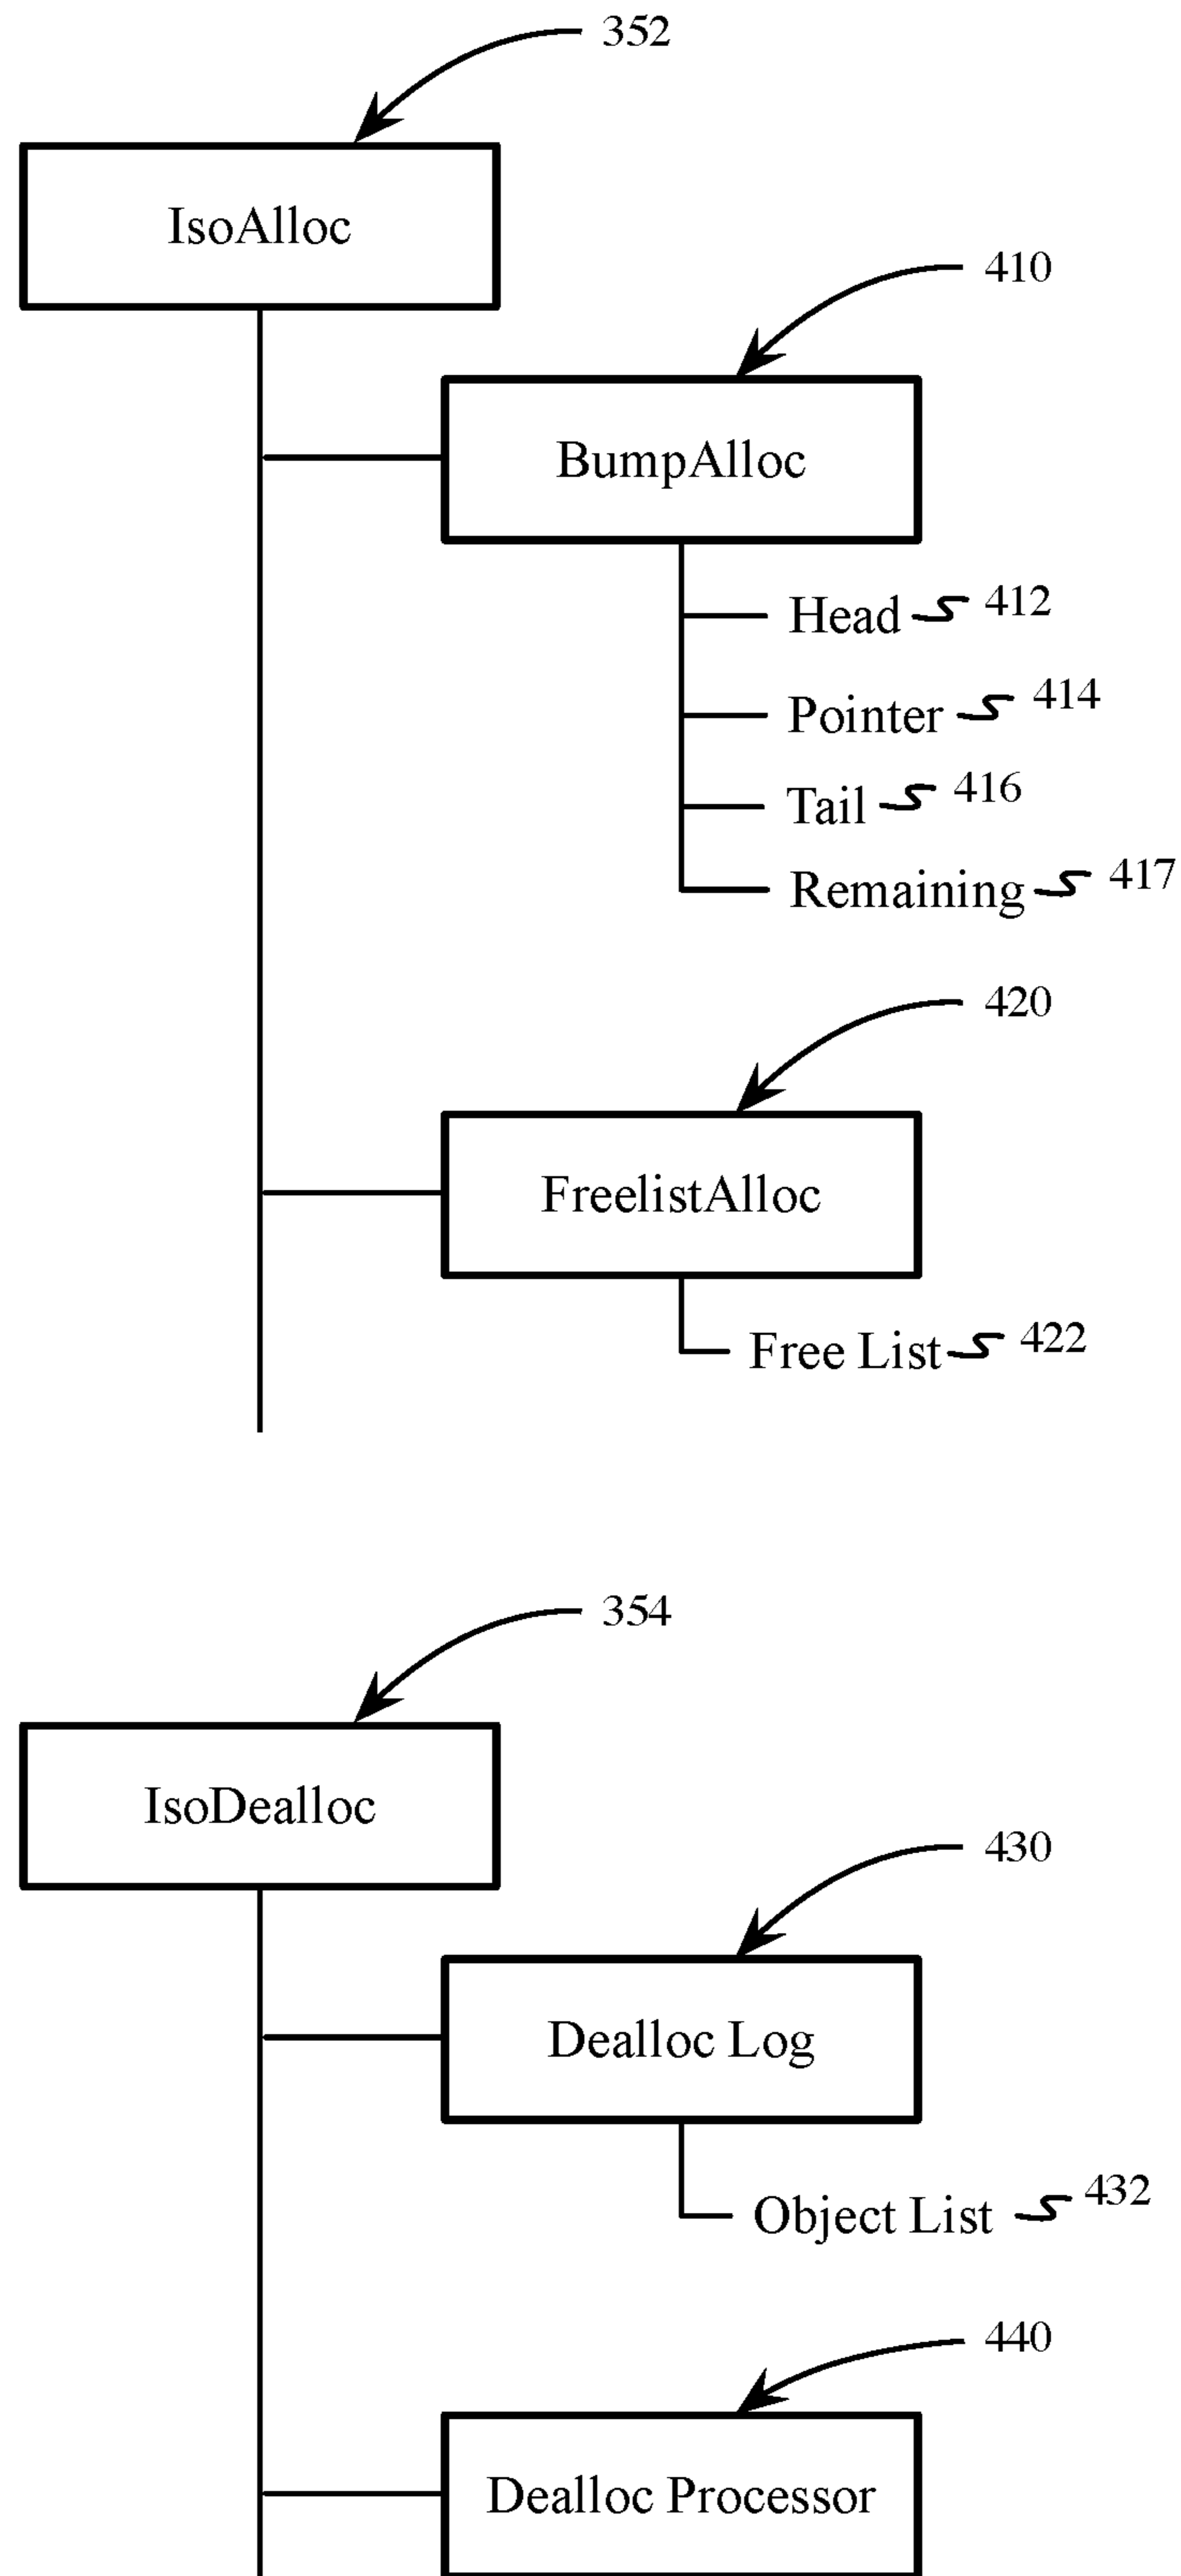 352
IsoAlloc
410
BumpAlloc
Head 412
Pointer 414
Tail 416
Remaining 417
420
FreelistAlloc
Free List 422
354
IsoDealloc
430
Dealloc Log
Object List 432
440
Dealloc Processor